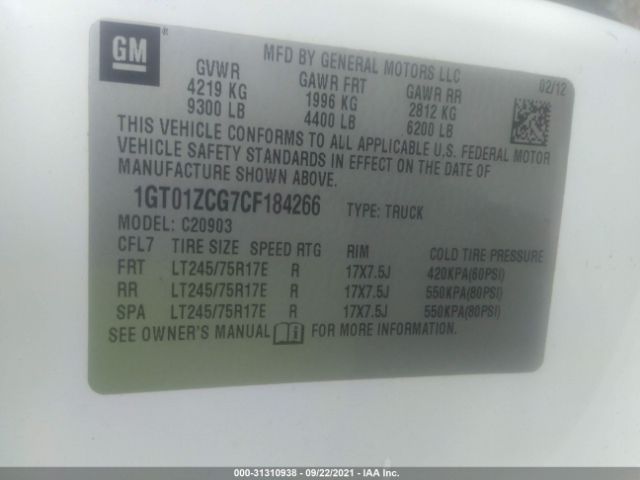 GM
MFD BY GENERAL MOTORS LLC
GVWR GAWR FRT GAWR RR 02/12
4219 KG 1996 KG 2812 KG
9300 LB 4400 LB 6200 LB
THIS VEHICLE CONFORMS TO ALL APPLICABLE U.S. FEDERAL MOTOR
VEHICLE SAFETY STANDARDS IN EFFECT ON THE DATE OF
MANUFACTURE SHOWN ABOVE.
1GT01ZCG7CF184266 TYPE: TRUCK
MODEL: C20903
CFL7 TIRE SIZE SPEED RTG RIM COLD TIRE PRESSURE
FRT LT245/75R17E R 17X7.5J 420KPA(60PSI)
RR LT245/75R17E R 17X7.5J 550KPA(80PSI)
SPA LT245/75R17E R 17X7.5J 550KPA(80PSI)
SEE OWNER'S MANUAL FOR MORE INFORMATION.
000-31310938 - 09/22/2021 - IAA Inc.